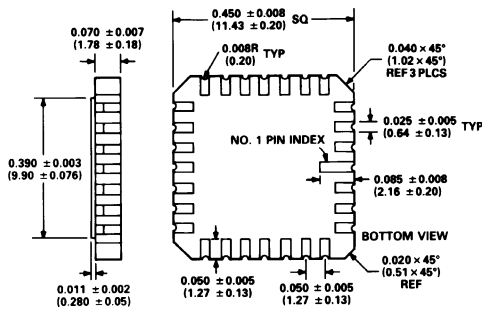 0.450 ±0.008 SQ
(11.43 ±0.20)
0.070 ±0.007
(1.78 ±0.18)
0.008R TYP
(0.20)
0.040 × 45°
(1.02 × 45°)
REF 3 PLCS
0.025 ±0.005 TYP
(0.64 ±0.13)
NO. 1 PIN INDEX
0.390 ±0.003
(9.90 ±0.076)
0.085 ±0.008
(2.16 ±0.20)
BOTTOM VIEW
0.020 × 45°
(0.51 × 45°)
REF
0.011 ±0.002
(0.280 ±0.05)
0.050 ±0.005
(1.27 ±0.13)
0.050 ±0.005
(1.27 ±0.13)